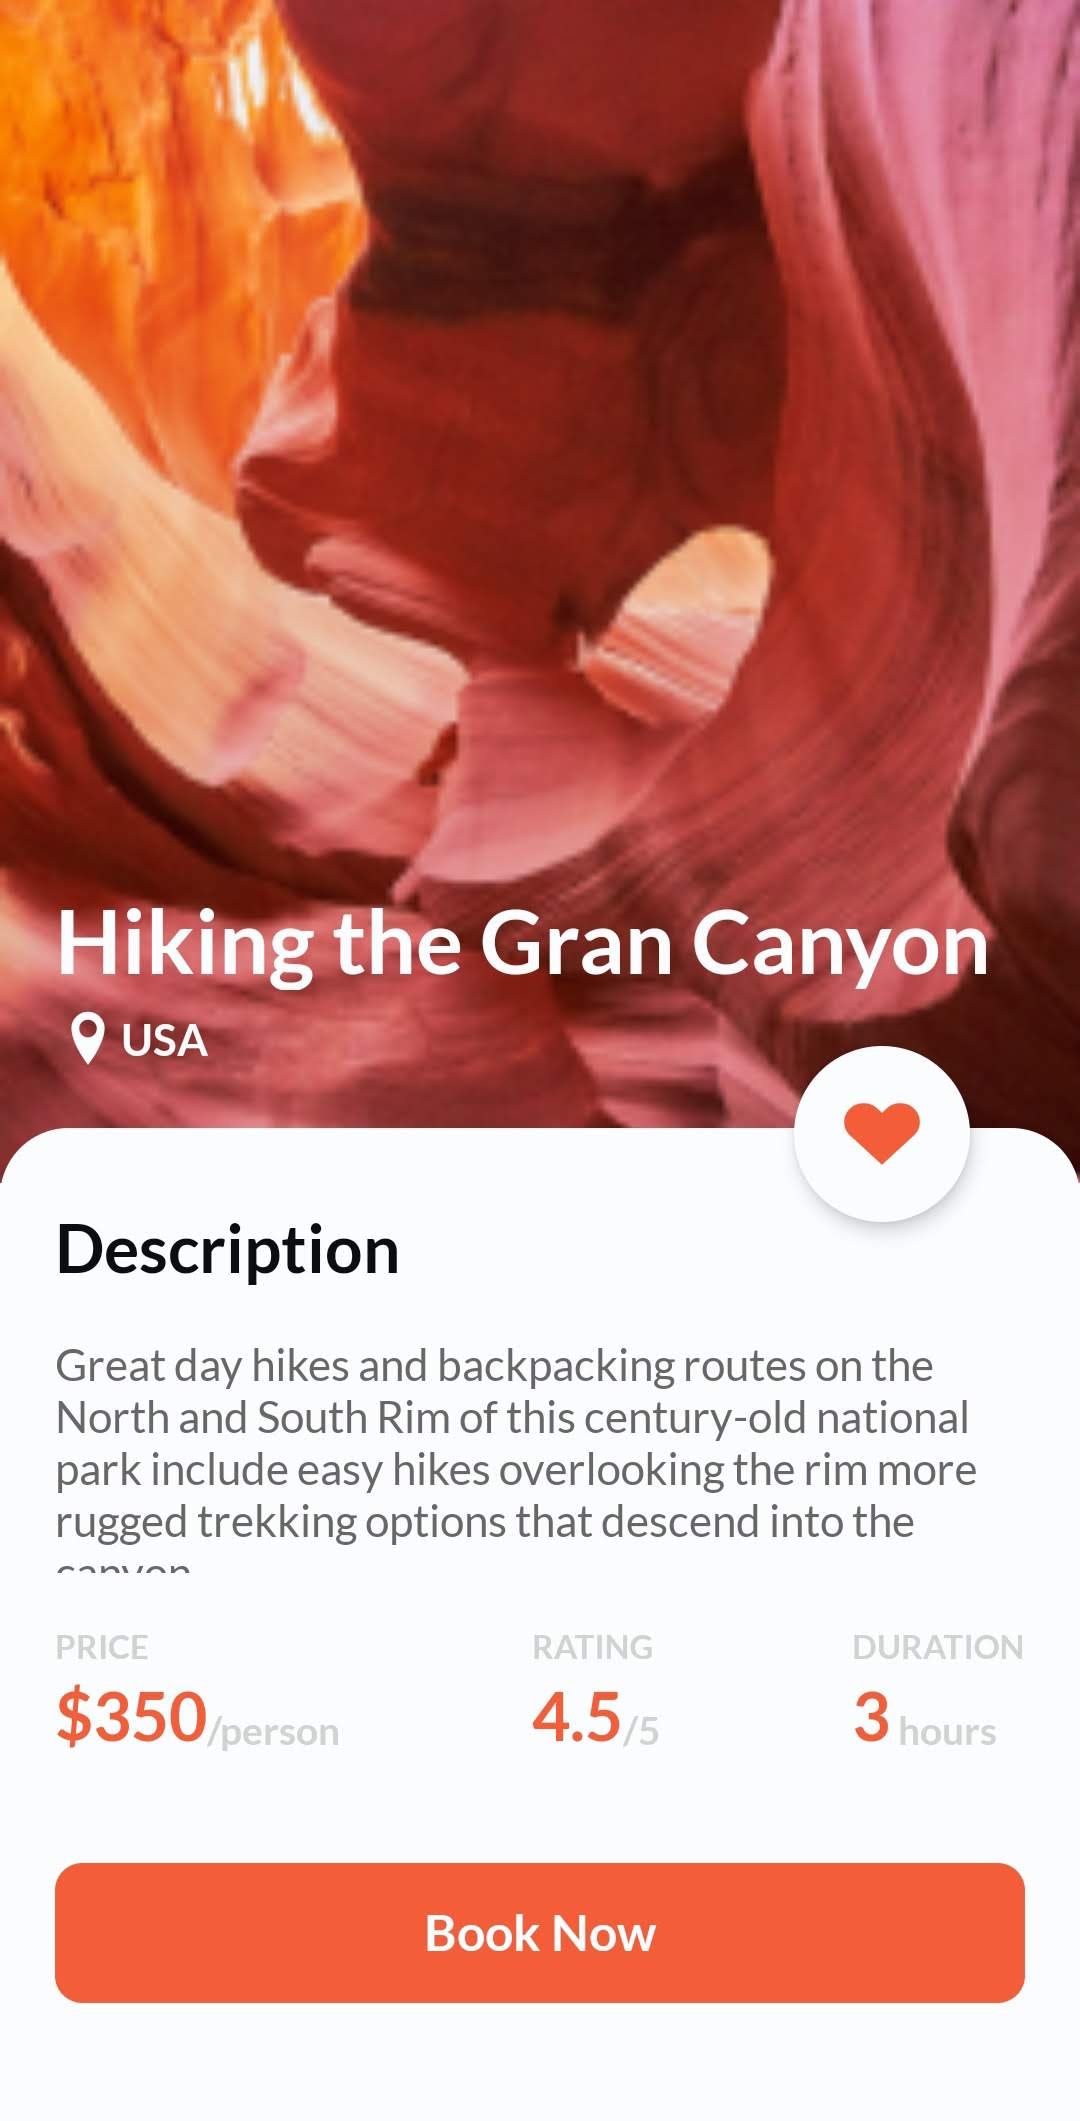 Hiking the Gran Canyon
USA
Description
Great day hikes and backpacking routes on the
North and South Rim of this century-old national
park include easy hikes overlooking the rim more
rugged trekking options that descend into the
canyon
PRICE
RATING
DURATION
$350/person
4.5/5
3 hours
Book Now